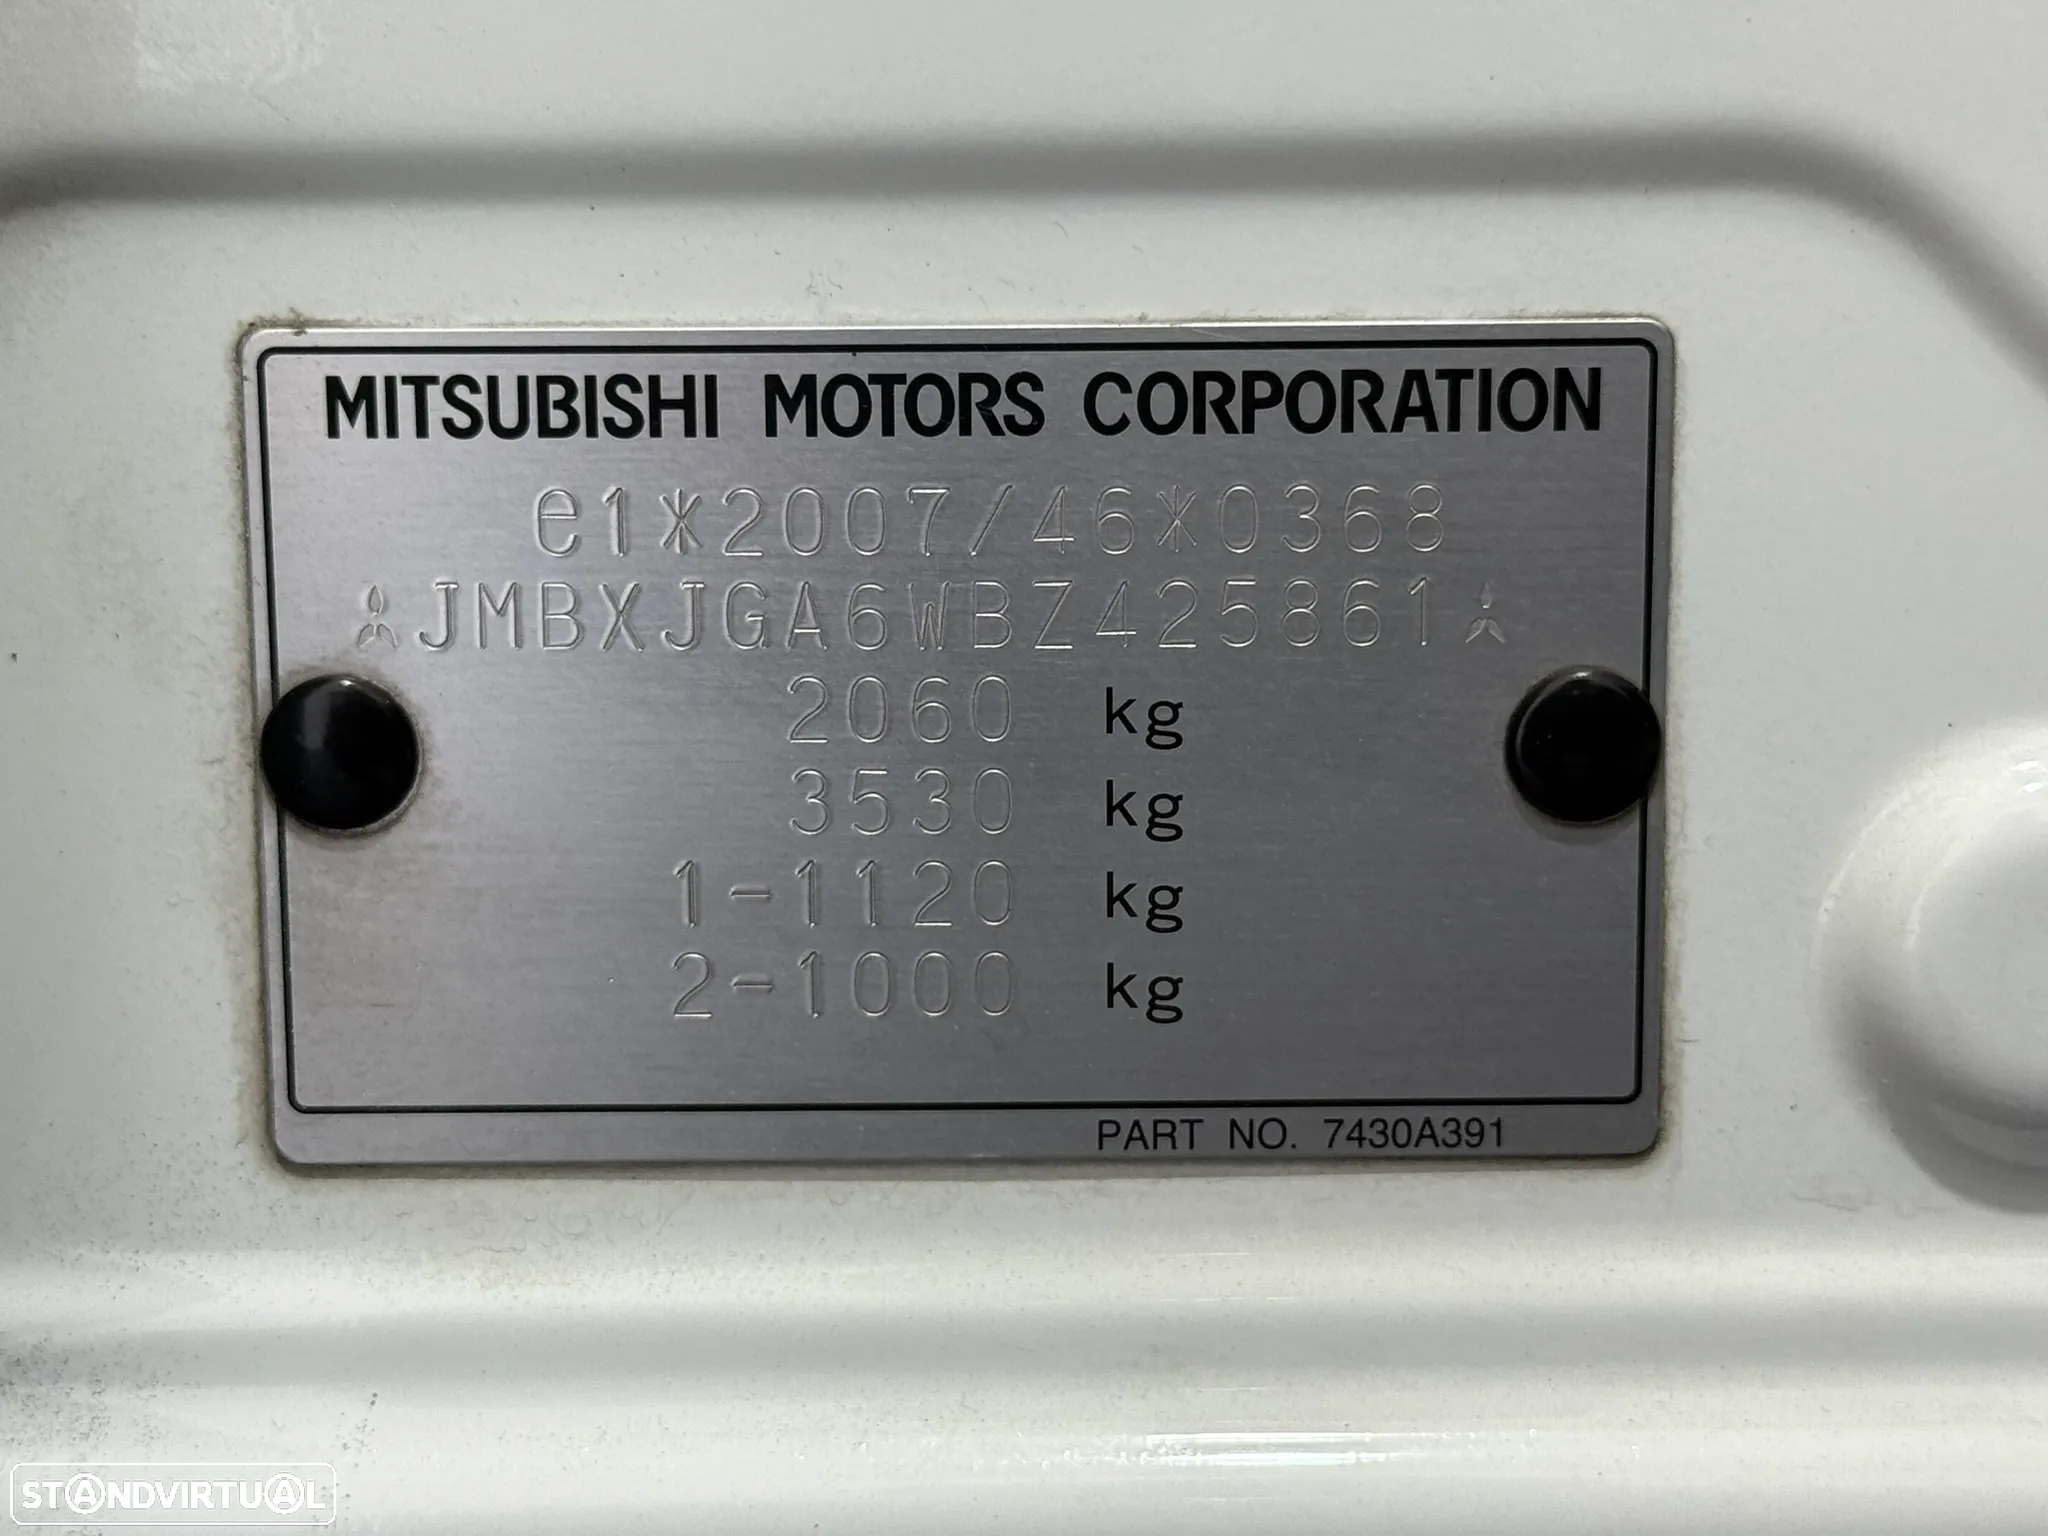 MITSUBISHI MOTORS CORPORATION
e1*2007/46*0368
JMBXJGA6WBZ425861
2060 kg
3530 kg
1-1120 kg
2-1000 kg
PART NO. 7430A391
STANDVIRTUAL